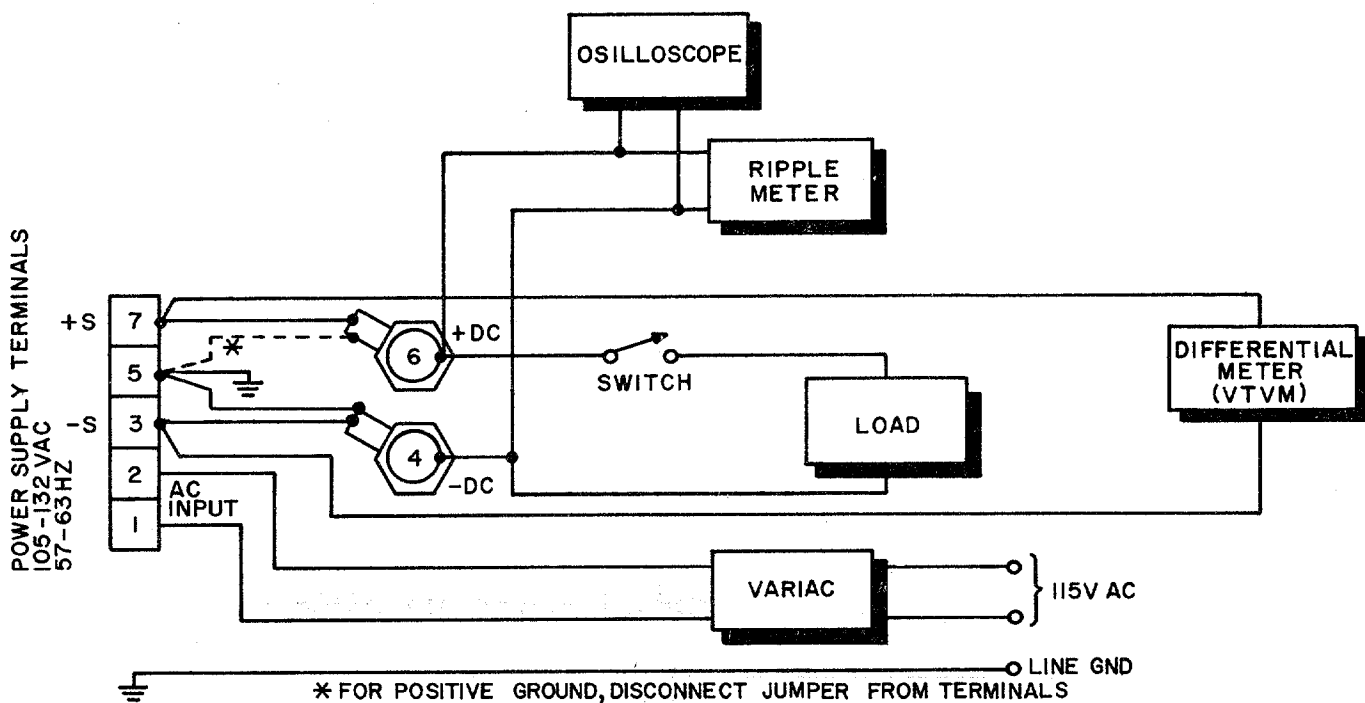 OSILLOSCOPE
RIPPLE
METER
POWER SUPPLY TERMINALS
105-132 VAC
57-63 HZ
+S
7
5
-S
3
2
1
*
AC
INPUT
6
+DC
4
-DC
SWITCH
LOAD
DIFFERENTIAL
METER
(VTVM)
VARIAC
115V AC
LINE GND
* FOR POSITIVE GROUND, DISCONNECT JUMPER FROM TERMINALS